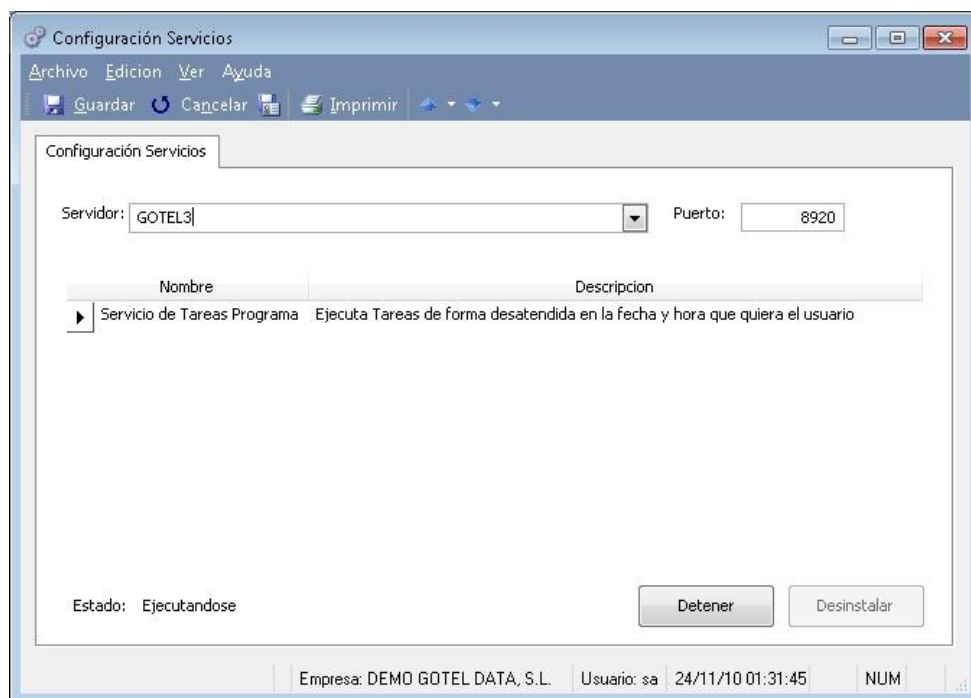 Configuración Servicios
Archivo Edicion Ver Ayuda
Guardar Cancelar Imprimir
Configuración Servicios
Servidor: GOTEL3 Puerto: 8920
Nombre Descripcion
Servicio de Tareas Programa Ejecuta Tareas de forma desatendida en la fecha y hora que quiera el usuario
Estado: Ejecutandose Detener Desinstalar
Empresa: DEMO GOTEL DATA, S.L. Usuario: sa 24/11/10 01:31:45 NUM